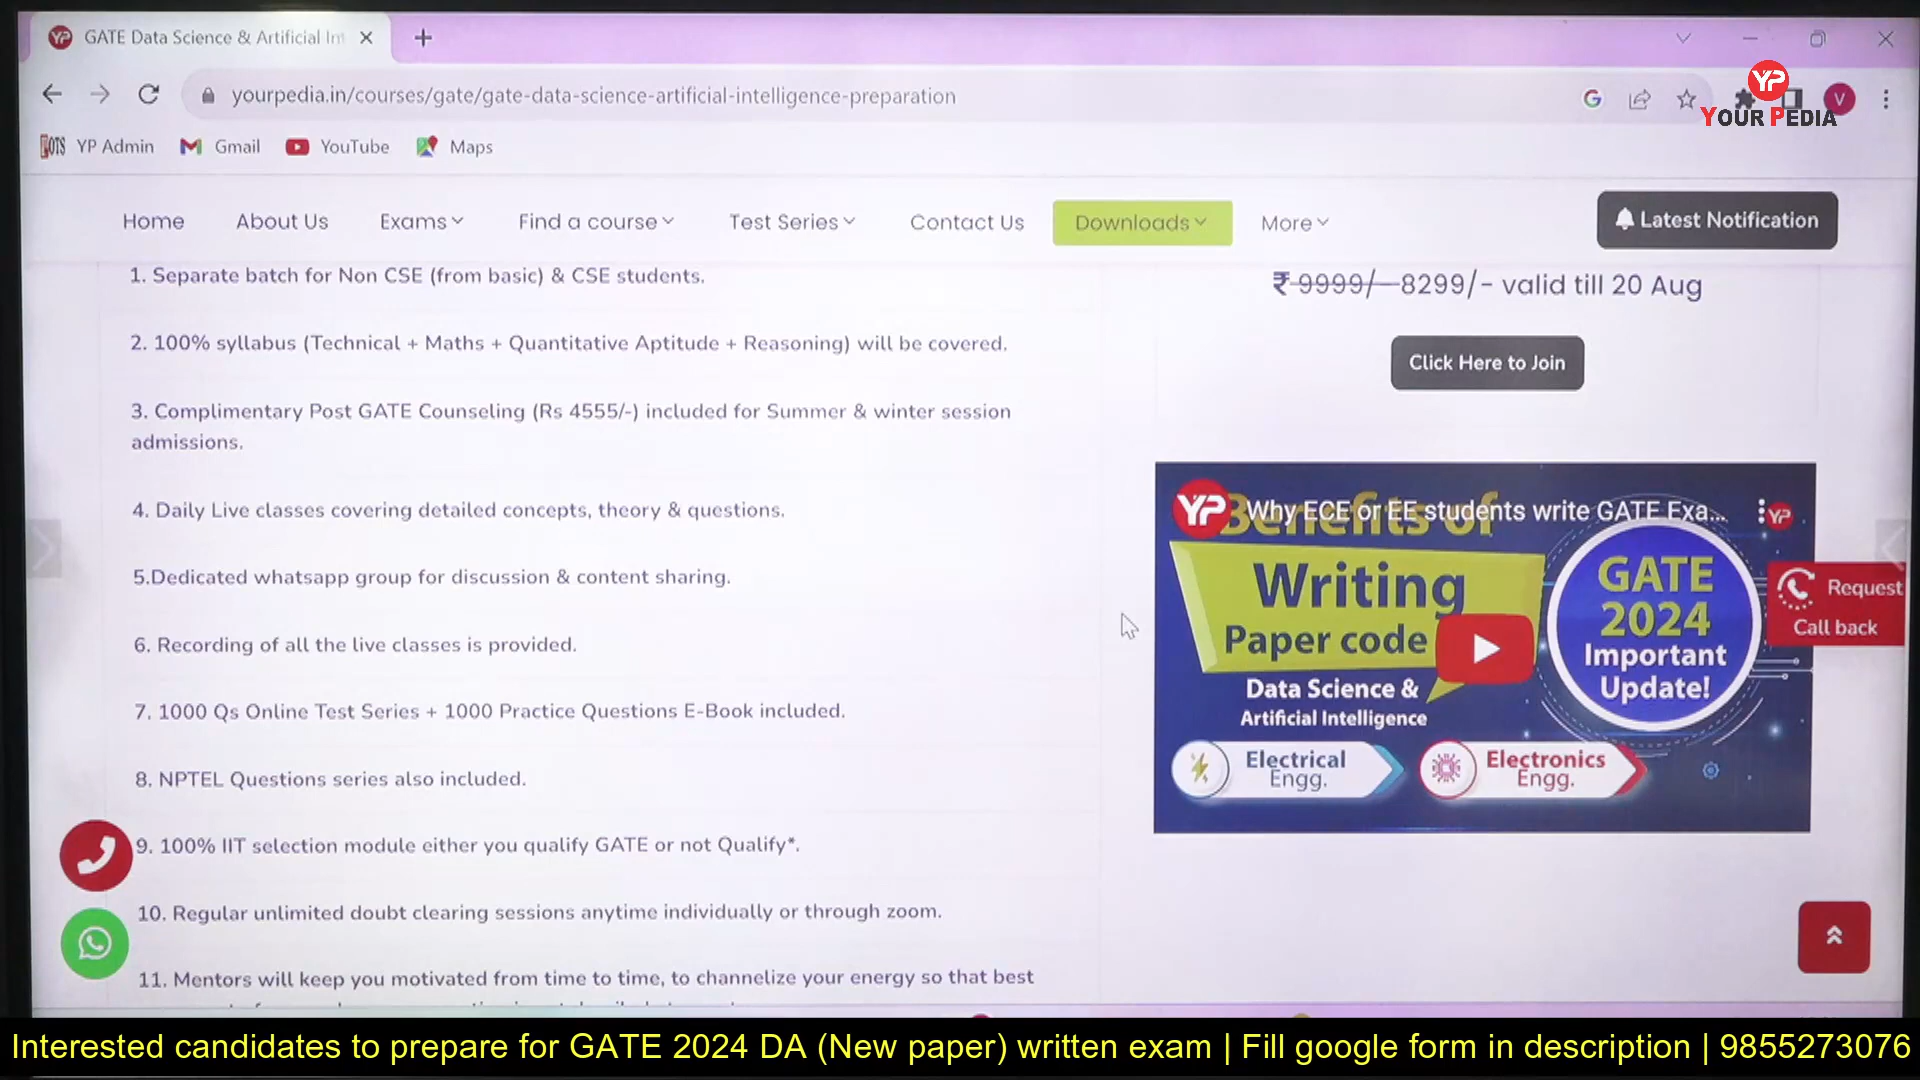 YP GATE Data Science & Artificial Int
yourpedia.in/courses/gate/gate-data-science-artificial-intelligence-preparation
G
V
YP
YOUR PEDIA
YP Admin Gmail YouTube Maps
Home About Us Exams Find a course Test Series Contact Us Downloads More Latest Notification
1. Separate batch for Non CSE (from basic) & CSE students.
2. 100% syllabus (Technical + Maths + Quantitative Aptitude + Reasoning) will be covered.
3. Complimentary Post GATE Counseling (Rs 4555/-) included for Summer & winter session
admissions.
4. Daily Live classes covering detailed concepts, theory & questions.
5.Dedicated whatsapp group for discussion & content sharing.
6. Recording of all the live classes is provided.
7. 1000 Qs Online Test Series + 1000 Practice Questions E-Book included.
8. NPTEL Questions series also included.
9. 100% IIT selection module either you qualify GATE or not Qualify*.
10. Regular unlimited doubt clearing sessions anytime individually or through zoom.
11. Mentors will keep you motivated from time to time, to channelize your energy so that best
₹ 9999/- 8299/- valid till 20 Aug
Click Here to Join
YP Why ECE or EE students write GATE Exa...
YP
Benefits of
Writing
Paper code
Data Science &
Artificial Intelligence
GATE
2024
Important
Update!
Electrical
Engg.
Electronics
Engg.
Request
Call back
Interested candidates to prepare for GATE 2024 DA (New paper) written exam | Fill google form in description | 9855273076